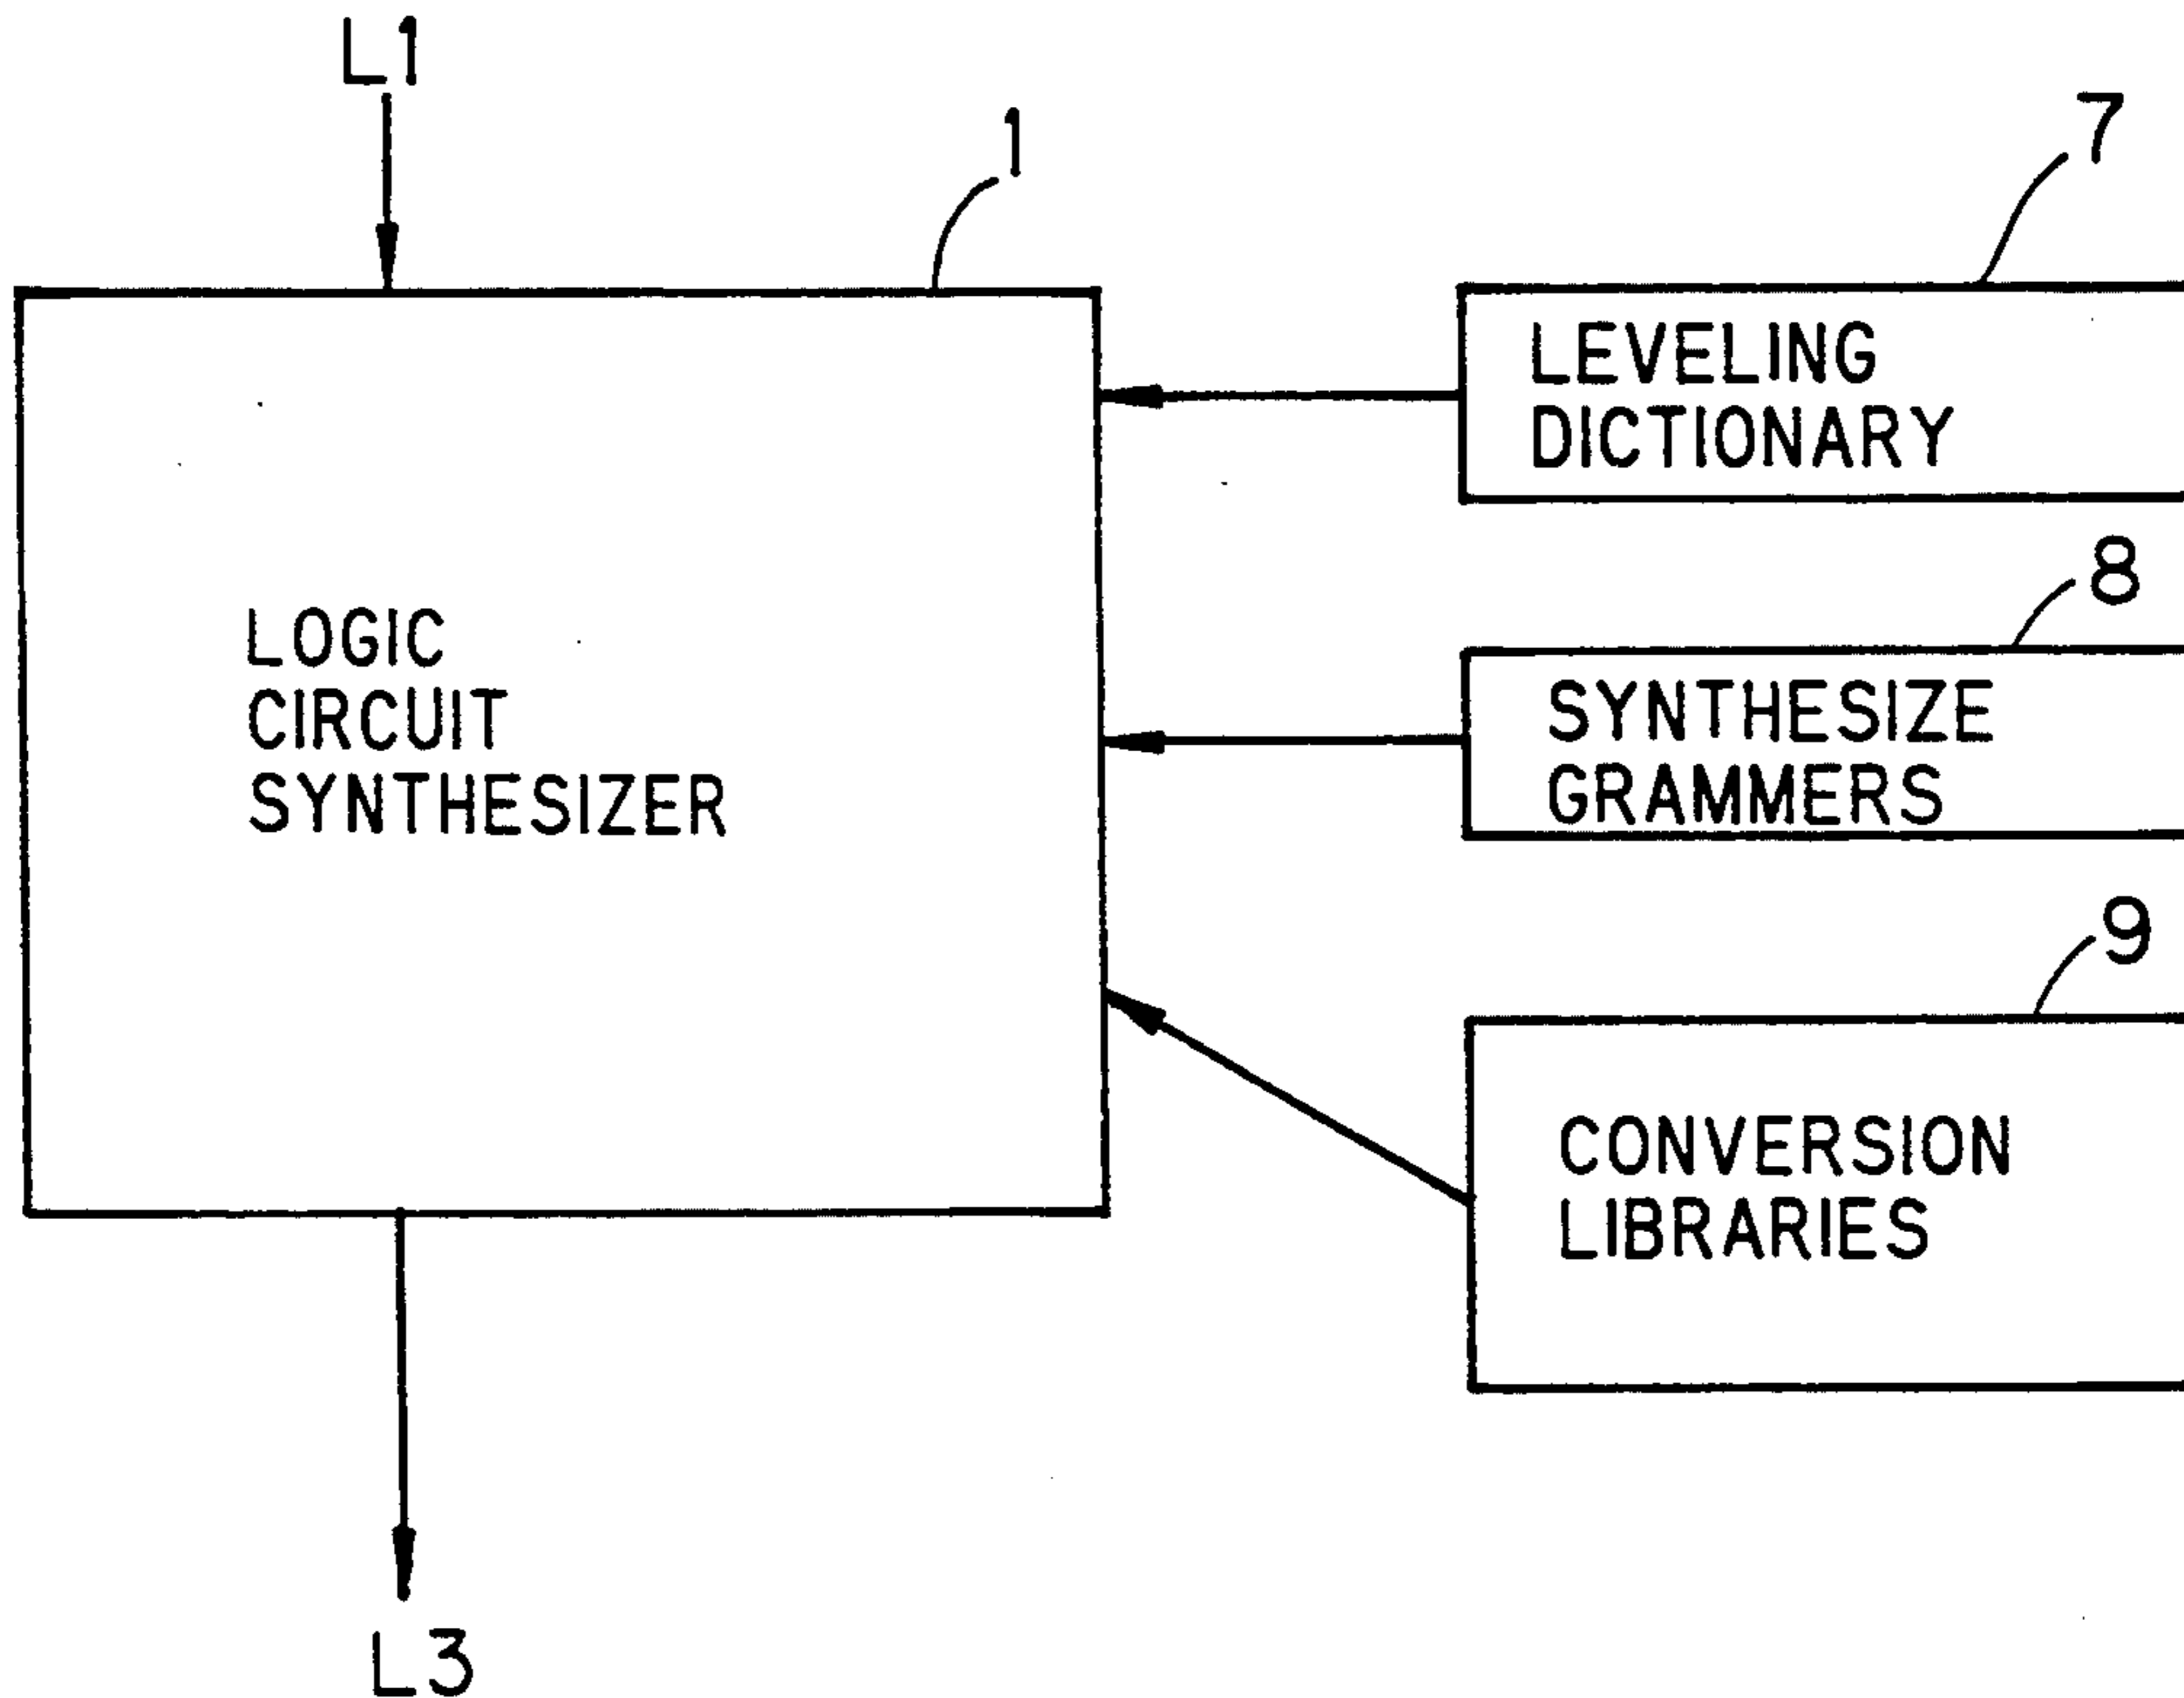 L1
1
7
LEVELING
DICTIONARY
8
LOGIC
CIRCUIT
SYNTHESIZER
SYNTHESIZE
GRAMMERS
9
CONVERSION
LIBRARIES
L3